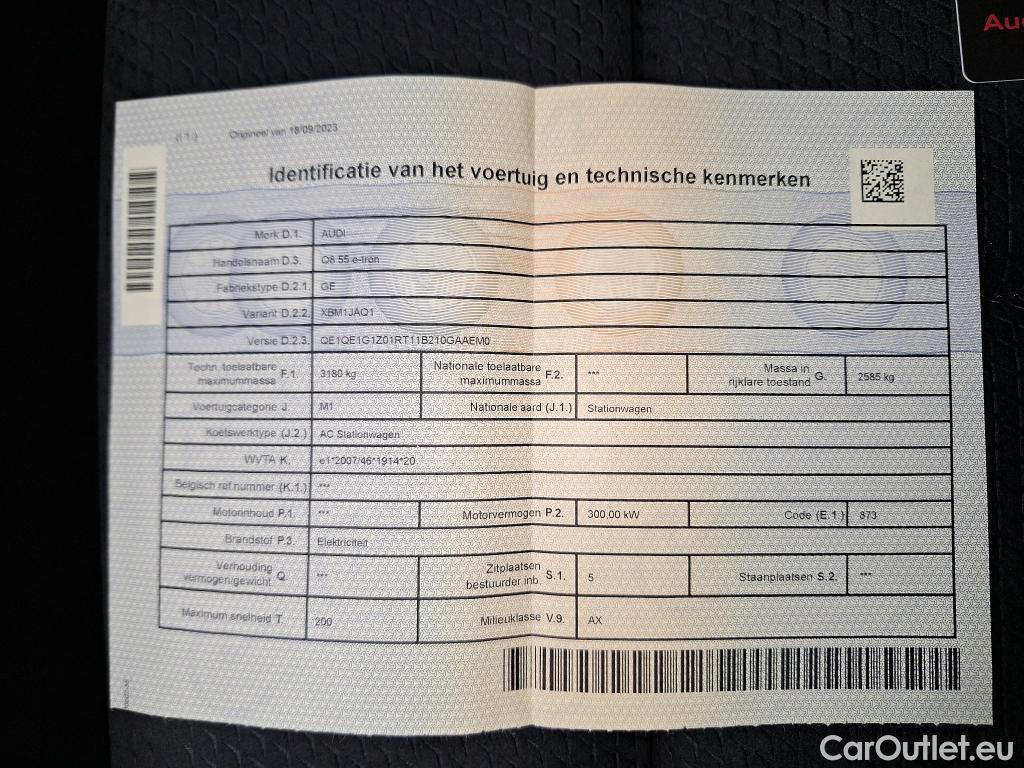 Au
(I 1.) Origineel van 18/09/2023
Identificatie van het voertuig en technische kenmerken
Merk D.1. AUDI
Handelsnaam D.3. Q8 55 e-tron
Fabriekstype D.2.1. GE
Variant D.2.2. XBM1JAQ1
Versie D.2.3. QE1QE1G1Z01RT11B210GAAEM0
Techn. toelaatbare maximummassa F.1. 3180 kg Nationale toelaatbare maximummassa F.2. *** Massa in rijklare toestand G. 2585 kg
Voertuigcategorie J. M1 Nationale aard (J.1.) Stationwagen
Koetswerktype (J.2.) AC Stationwagen
WVTA K. e1*2007/46*1914*20
Belgisch ref.nummer (K.1.) ***
Motorinhoud P.1. *** Motorvermogen P.2. 300,00 kW Code (E.1.) 873
Brandstof P.3. Elektriciteit
Verhouding vermogen/gewicht Q *** Zitplaatsen bestuurder inb. S.1. 5 Staanplaatsen S.2. ***
Maximum snelheid T. 200 Milieuklasse V.9. AX
CarOutlet.eu